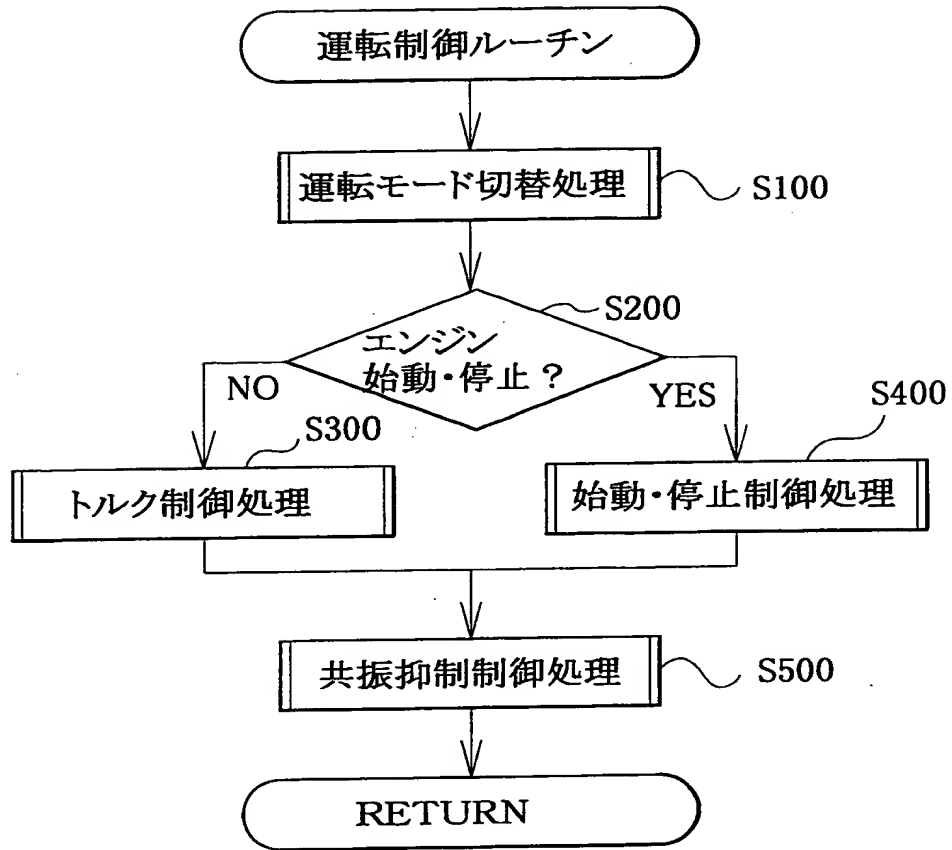 運転制御ルーチン
運転モード切替処理
S100
S200
エンジン
始動・停止？
NO
YES
S300
S400
トルク制御処理
始動・停止制御処理
共振抑制制御処理
S500
RETURN